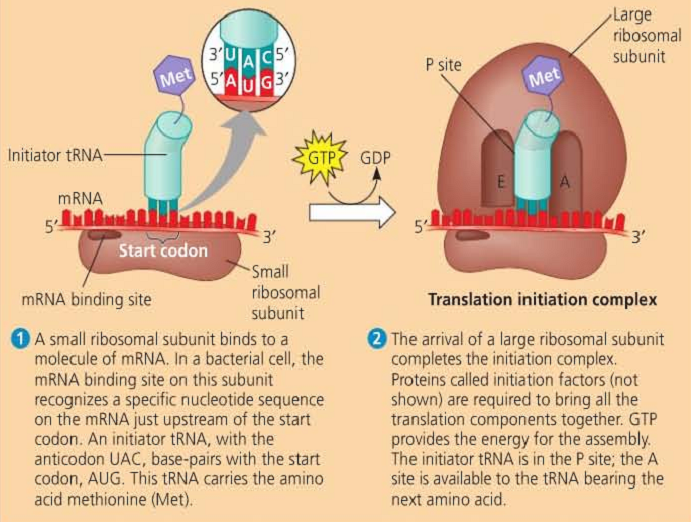 Large
ribosomal
subunit
3' U A C 5'
5' A U G 3'
P site
Met
Met
Initiator tRNA
GTP
GDP
E
A
mRNA
5'
3'
5'
3'
Start codon
Small
ribosomal
subunit
mRNA binding site
Translation initiation complex
1 A small ribosomal subunit binds to a
molecule of mRNA. In a bacterial cell, the
mRNA binding site on this subunit
recognizes a specific nucleotide sequence
on the mRNA just upstream of the start
codon. An initiator tRNA, with the
anticodon UAC, base-pairs with the start
codon, AUG. This tRNA carries the amino
acid methionine (Met).
2 The arrival of a large ribosomal subunit
completes the initiation complex.
Proteins called initiation factors (not
shown) are required to bring all the
translation components together. GTP
provides the energy for the assembly.
The initiator tRNA is in the P site; the A
site is available to the tRNA bearing the
next amino acid.